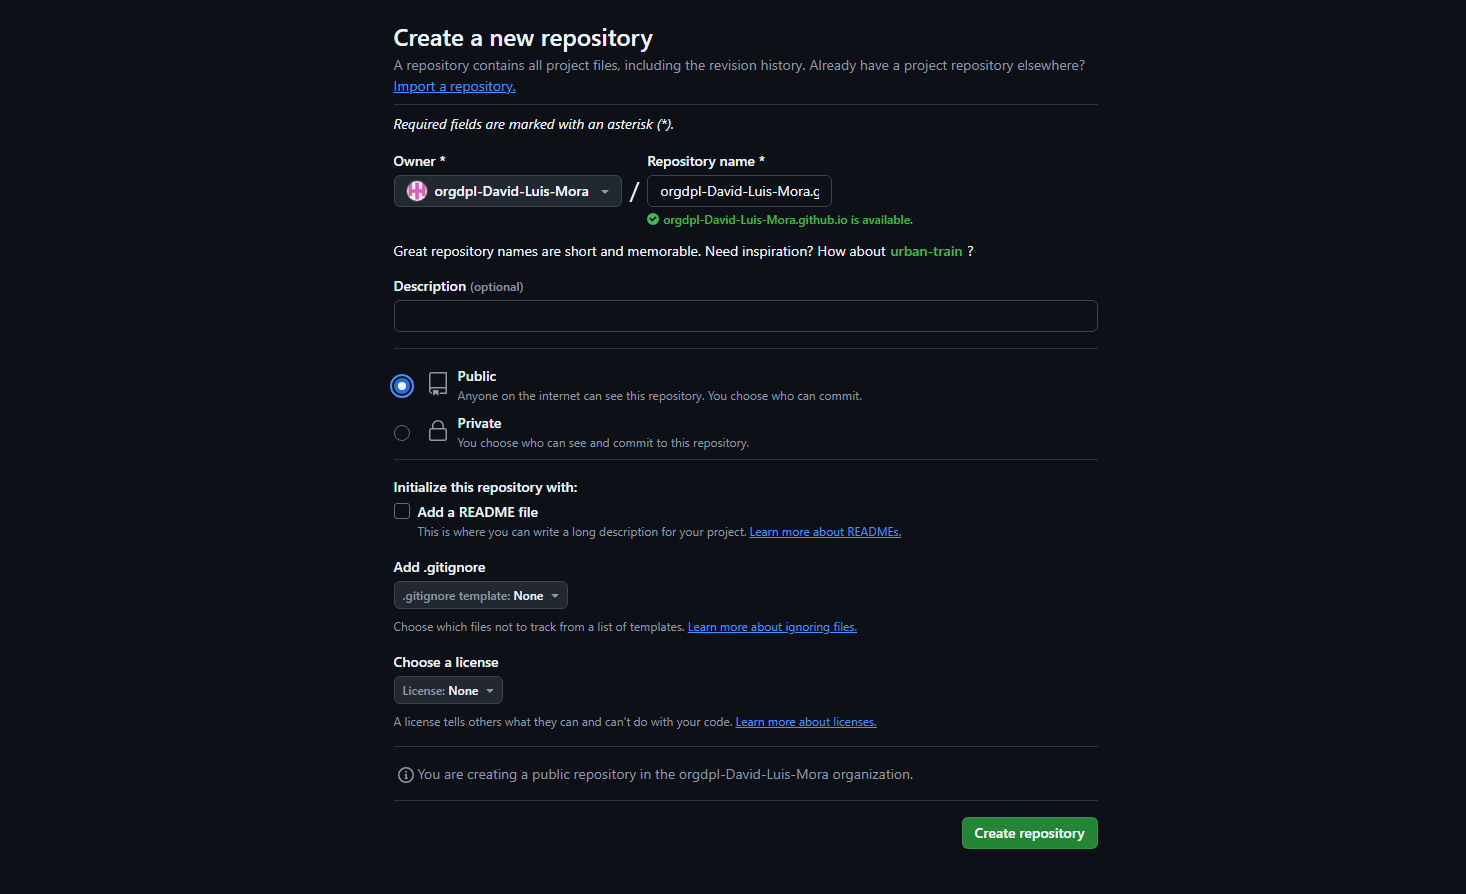 Create a new repository
A repository contains all project files, including the revision history. Already have a project repository elsewhere?
Import a repository.
Required fields are marked with an asterisk (*).
Owner *
Repository name *
orgdpl-David-Luis-Mora
/
orgdpl-David-Luis-Mora.g
orgdpl-David-Luis-Mora.github.io is available.
Great repository names are short and memorable. Need inspiration? How about urban-train ?
Description (optional)
Public
Anyone on the internet can see this repository. You choose who can commit.
Private
You choose who can see and commit to this repository.
Initialize this repository with:
Add a README file
This is where you can write a long description for your project. Learn more about READMEs.
Add .gitignore
.gitignore template: None
Choose which files not to track from a list of templates. Learn more about ignoring files.
Choose a license
License: None
A license tells others what they can and can't do with your code. Learn more about licenses.
You are creating a public repository in the orgdpl-David-Luis-Mora organization.
Create repository